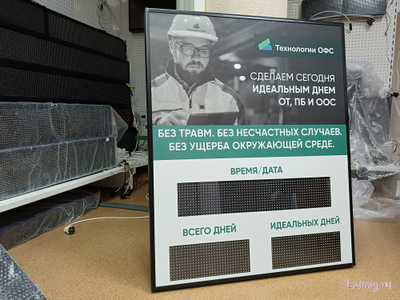 Технологии ОФС
СДЕЛАЕМ СЕГОДНЯ
ИДЕАЛЬНЫМ ДНЕМ
ОТ, ПБ И ООС
БЕЗ ТРАВМ. БЕЗ НЕСЧАСТНЫХ СЛУЧАЕВ.
БЕЗ УЩЕРБА ОКРУЖАЮЩЕЙ СРЕДЕ.
ВРЕМЯ/ДАТА
ВСЕГО ДНЕЙ
ИДЕАЛЬНЫХ ДНЕЙ